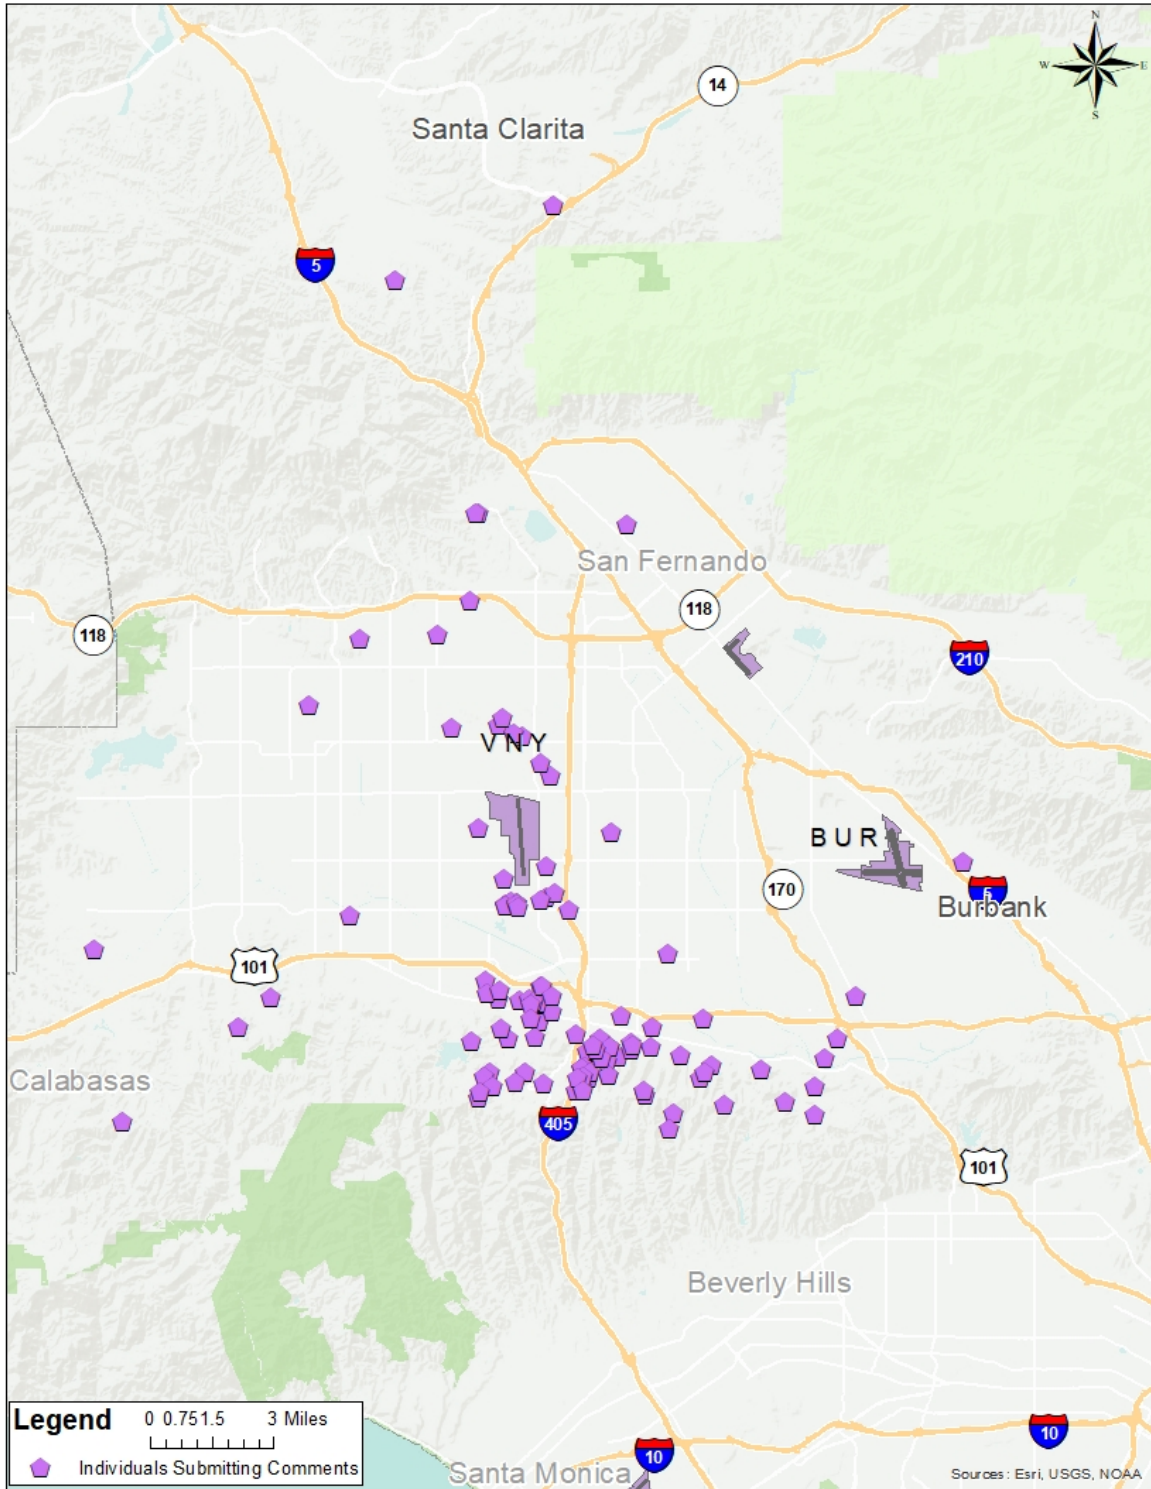 N
W E
S
14
Santa Clarita
5
San Fernando
118
118
210
VNY
BUR
170
5
Burbank
101
Calabasas
405
101
Beverly Hills
Legend
0 0.75 1.5 3 Miles
Individuals Submitting Comments
10
10
Santa Monica
Sources: Esri, USGS, NOAA